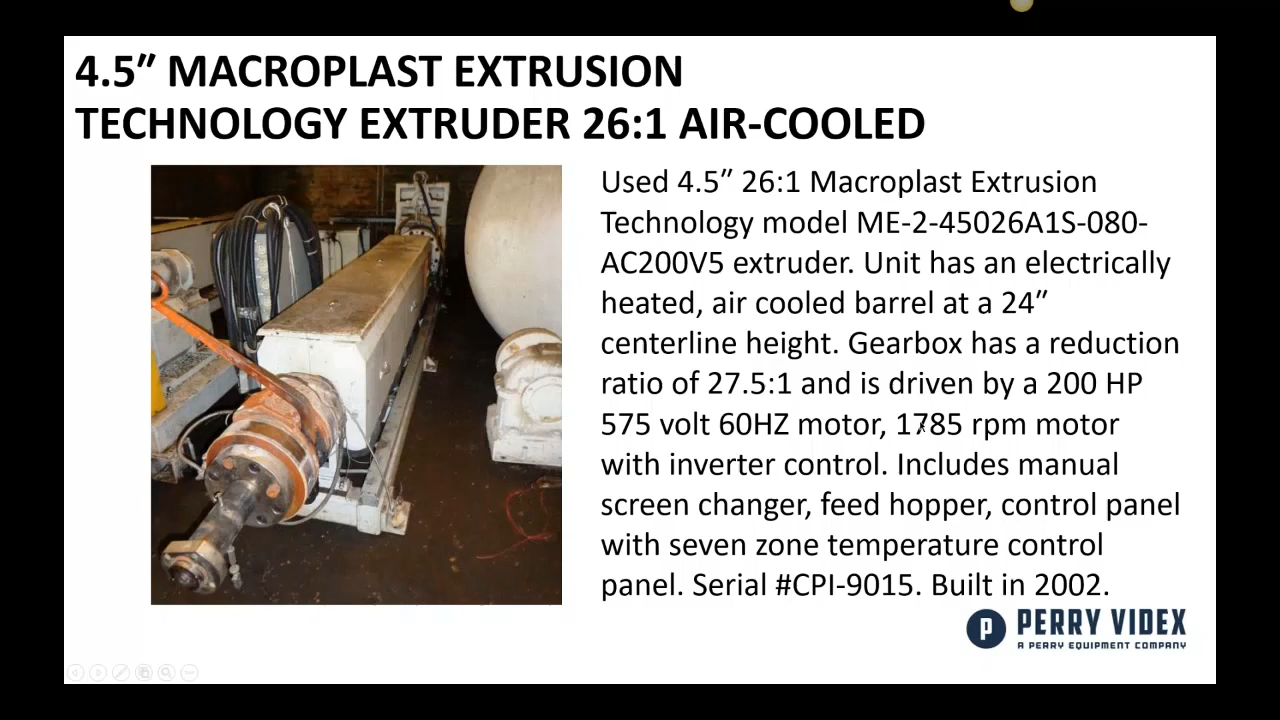 4.5″ MACROPLAST EXTRUSION
TECHNOLOGY EXTRUDER 26:1 AIR-COOLED
Used 4.5″ 26:1 Macroplast Extrusion
Technology model ME-2-45026A1S-080-
AC200V5 extruder. Unit has an electrically
heated, air cooled barrel at a 24″
centerline height. Gearbox has a reduction
ratio of 27.5:1 and is driven by a 200 HP
575 volt 60HZ motor, 1785 rpm motor
with inverter control. Includes manual
screen changer, feed hopper, control panel
with seven zone temperature control
panel. Serial #CPI-9015. Built in 2002.
P PERRY VIDEX
A PERRY EQUIPMENT COMPANY